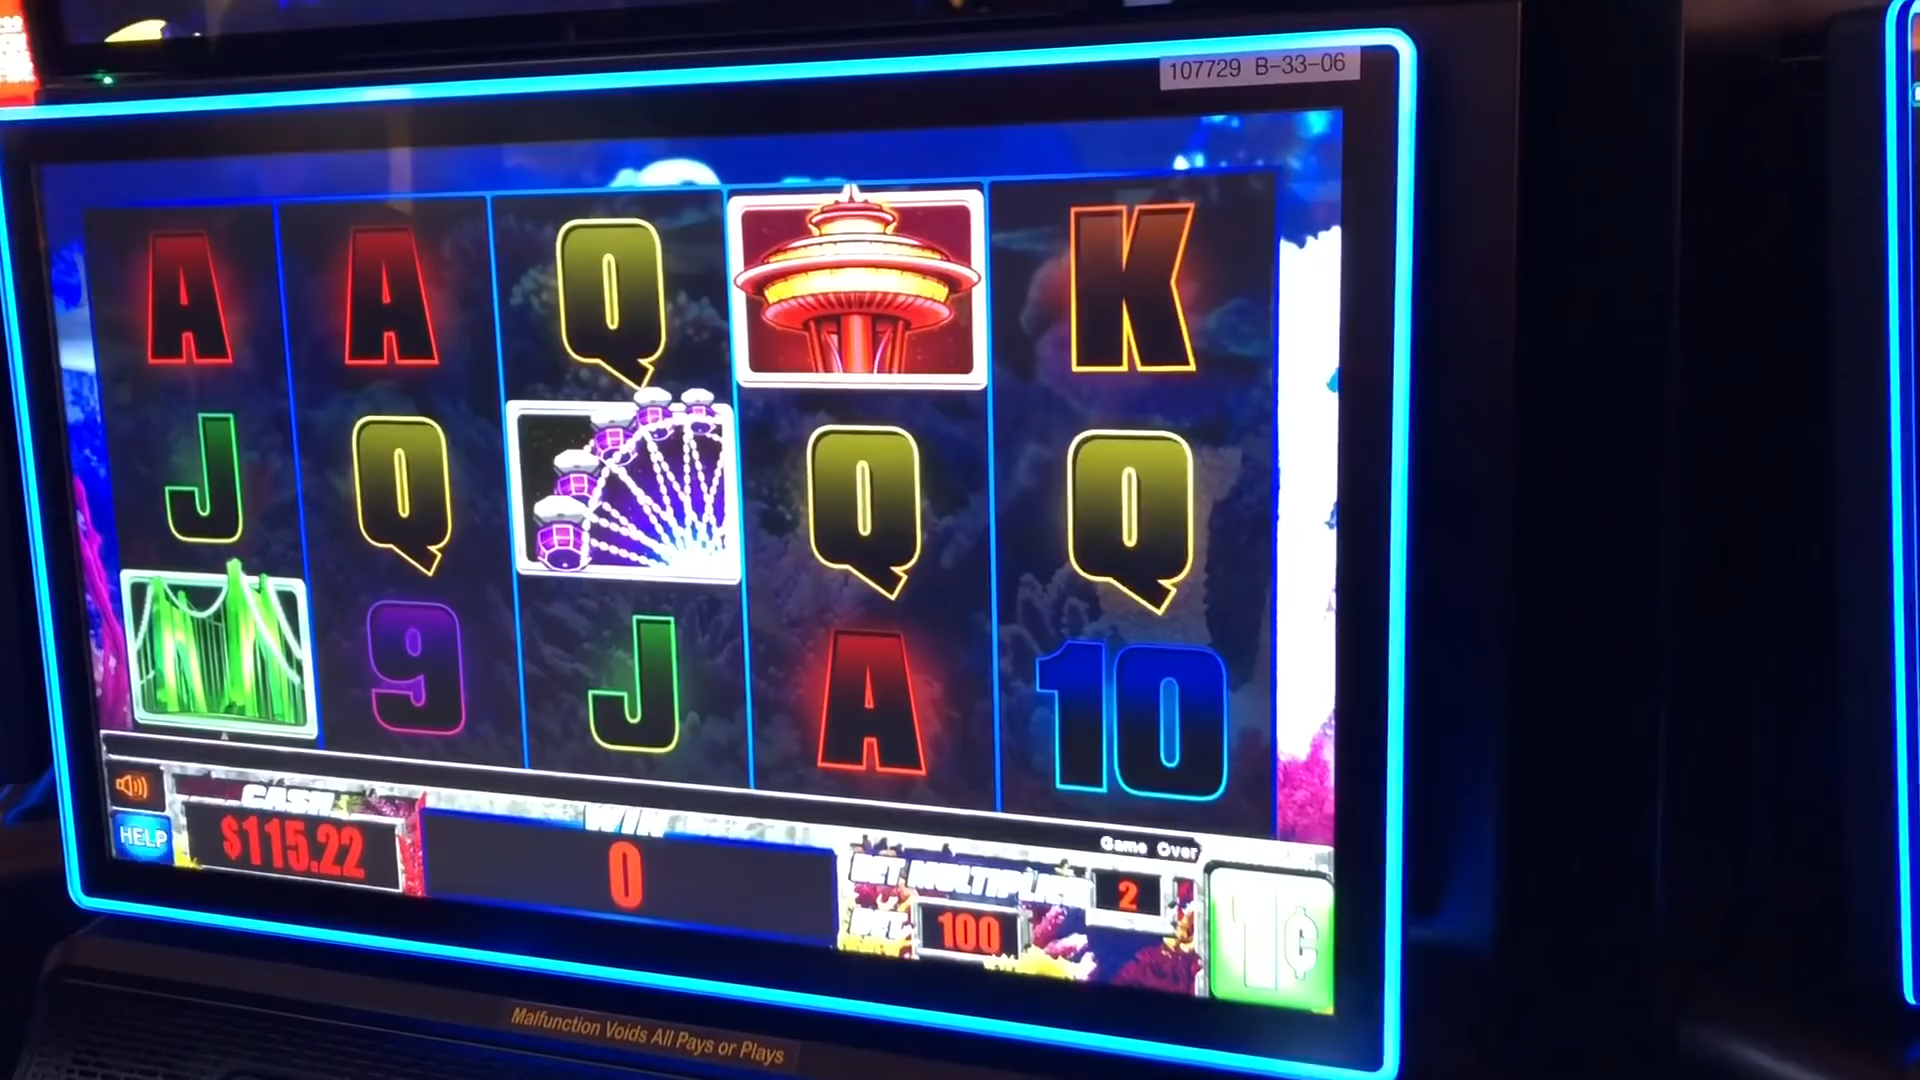 107729 B-33-06
A A Q K
J Q Q Q
9 J A 10
CASH
$115.22
HELP
WIN
0
Game Over
BET MULTIPLIER 2
BET 100
1¢
Malfunction Voids All Pays or Plays